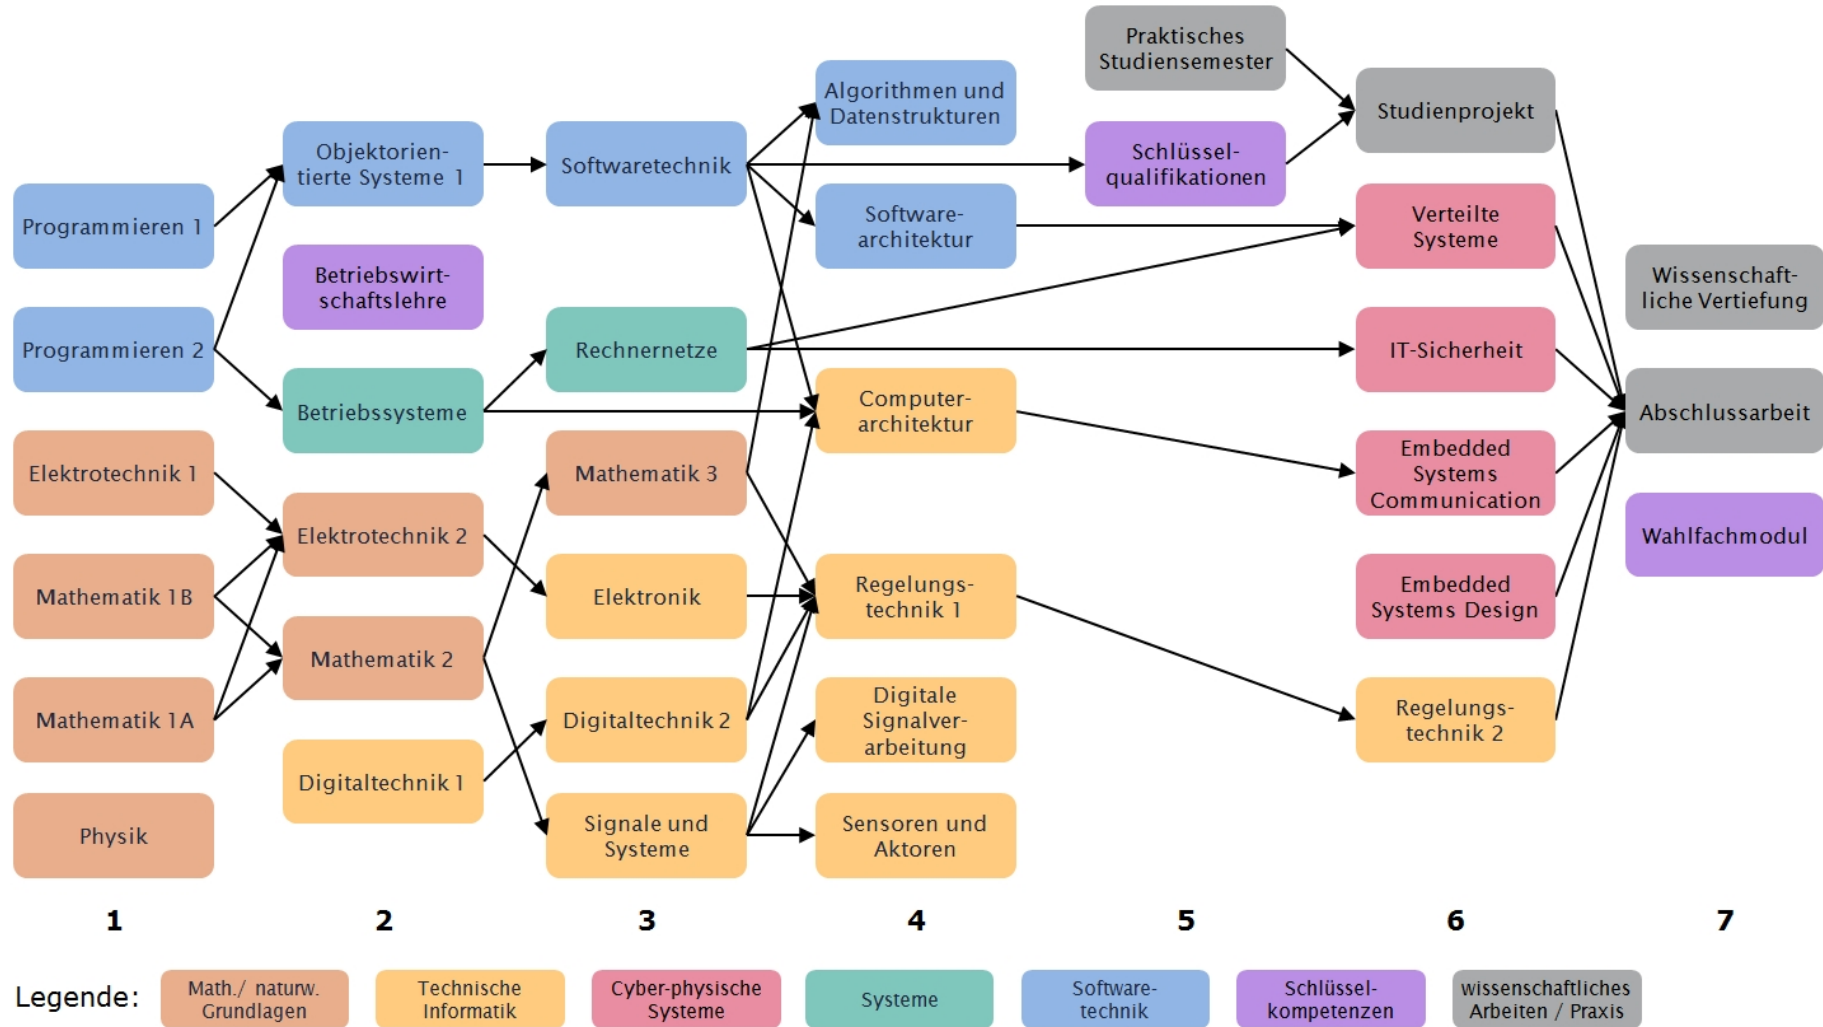 Programmieren 1
Programmieren 2
Elektrotechnik 1
Mathematik 1B
Mathematik 1A
Physik
1
Objektorien-
tierte Systeme 1
Betriebswirt-
schaftslehre
Betriebssysteme
Elektrotechnik 2
Mathematik 2
Digitaltechnik 1
2
Softwaretechnik
Rechnernetze
Mathematik 3
Elektronik
Digitaltechnik 2
Signale und
Systeme
3
Algorithmen und
Datenstrukturen
Software-
architektur
Computer-
architektur
Regelungs-
technik 1
Digitale
Signalver-
arbeitung
Sensoren und
Aktoren
4
Praktisches
Studiensemester
Schlüssel-
qualifikationen
5
Studienprojekt
Verteilte
Systeme
IT-Sicherheit
Embedded
Systems
Communication
Embedded
Systems Design
Regelungs-
technik 2
6
Wissenschaft-
liche Vertiefung
Abschlussarbeit
Wahlfachmodul
7
Legende:
Math./ naturw.
Grundlagen
Technische
Informatik
Cyber-physische
Systeme
Systeme
Software-
technik
Schlüssel-
kompetenzen
wissenschaftliches
Arbeiten / Praxis